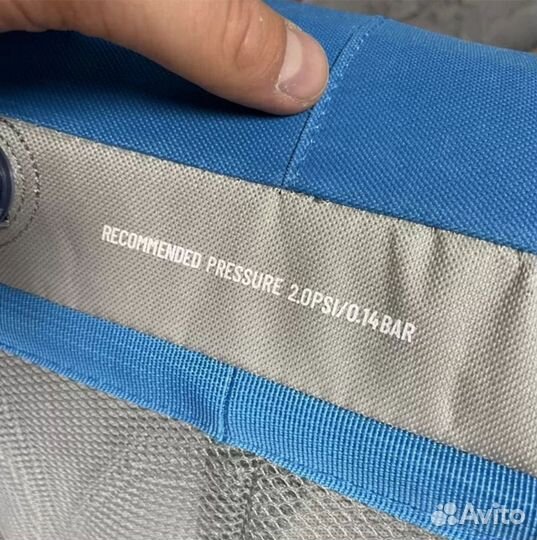 RECOMMENDED PRESSURE 2.0PSI/0.14BAR
Avito